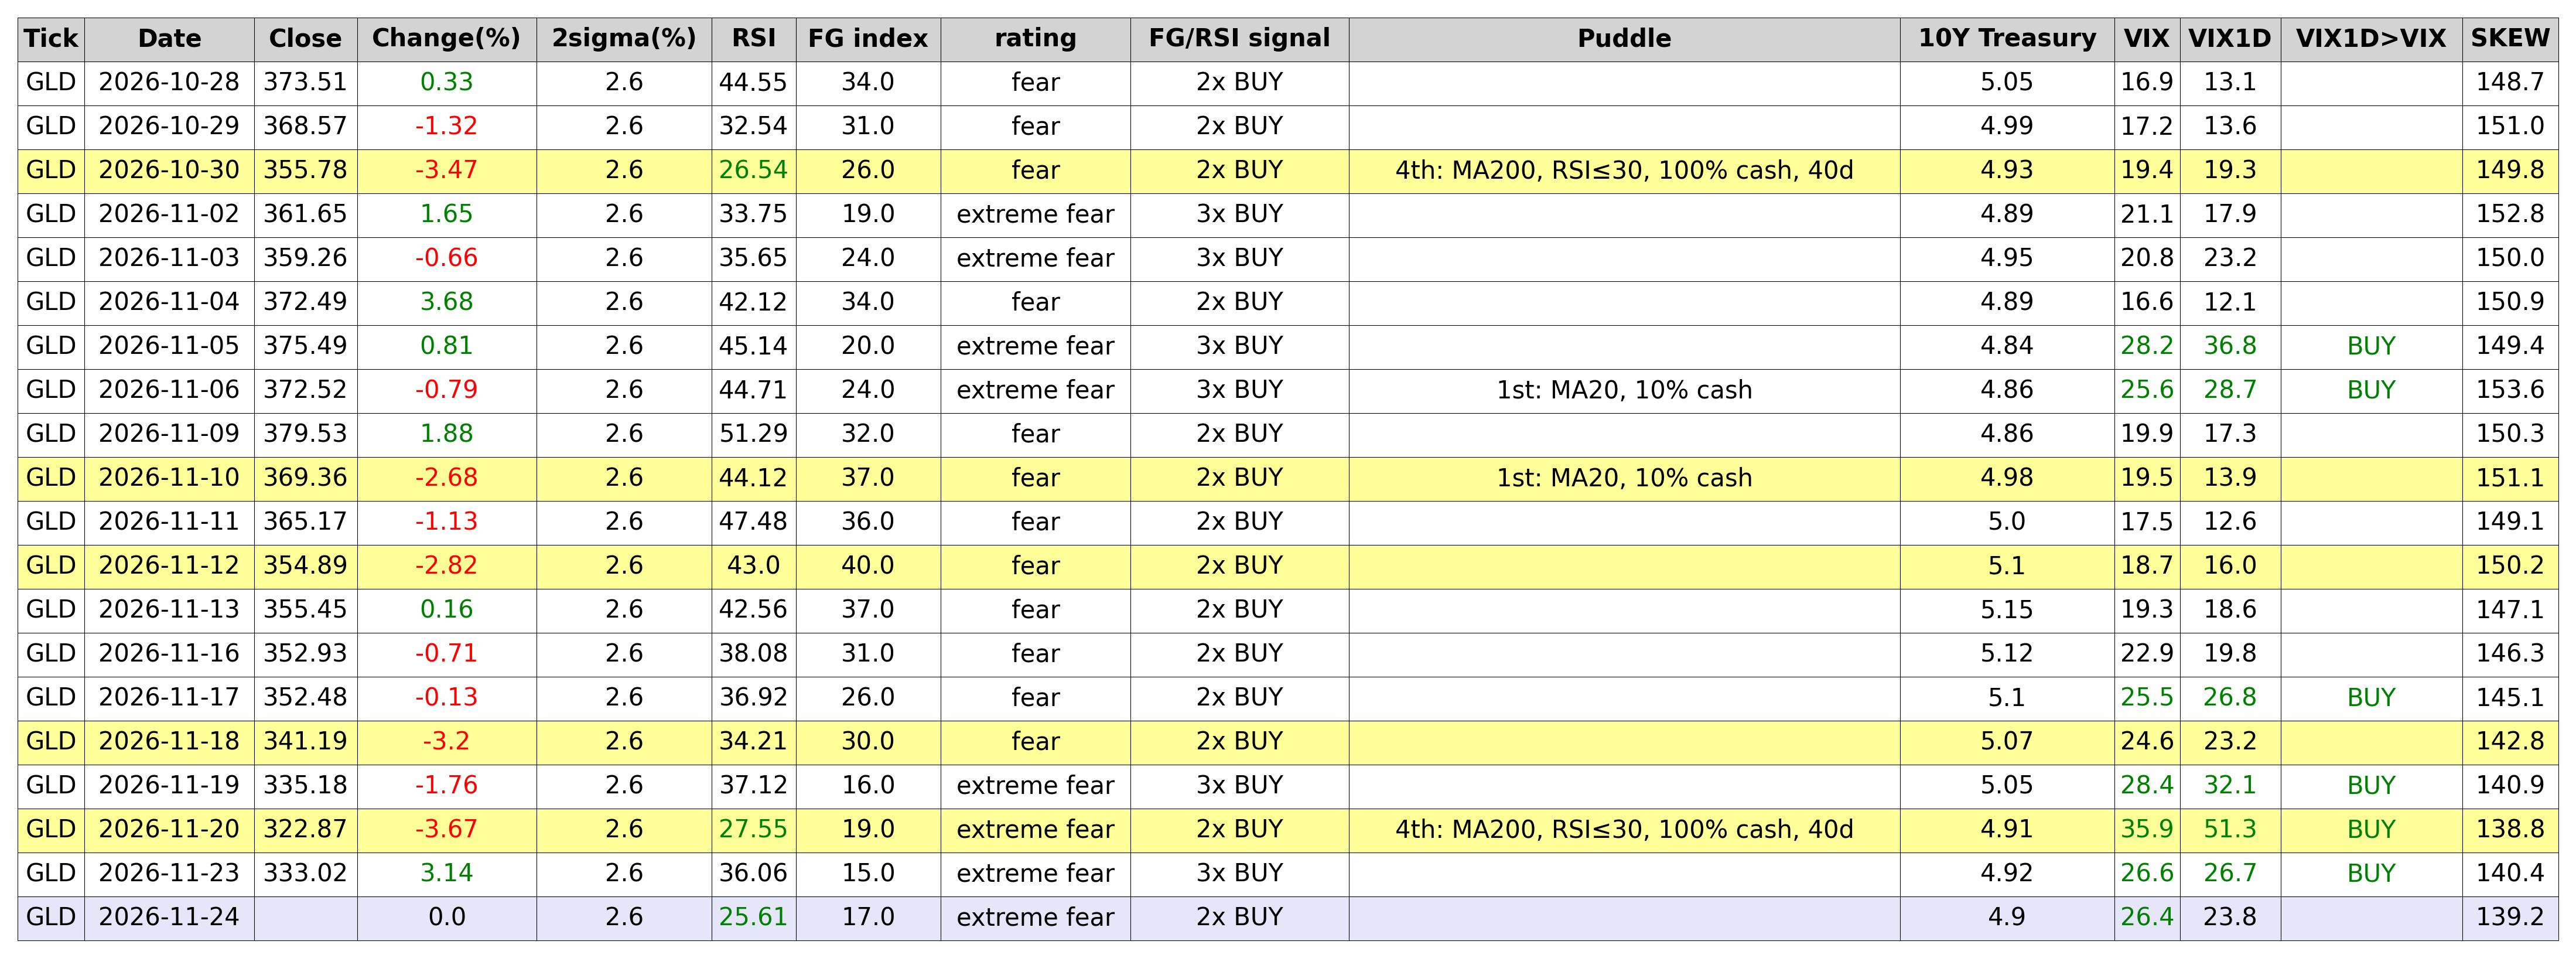 Tick Date Close Change(%) 2sigma(%) RSI FG index rating FG/RSI signal Puddle 10Y Treasury VIX VIX1D VIX1D>VIX SKEW
GLD 2026-10-28 373.51 0.33 2.6 44.55 34.0 fear 2x BUY 5.05 16.9 13.1 148.7
GLD 2026-10-29 368.57 -1.32 2.6 32.54 31.0 fear 2x BUY 4.99 17.2 13.6 151.0
GLD 2026-10-30 355.78 -3.47 2.6 26.54 26.0 fear 2x BUY 4th: MA200, RSI≤30, 100% cash, 40d 4.93 19.4 19.3 149.8
GLD 2026-11-02 361.65 1.65 2.6 33.75 19.0 extreme fear 3x BUY 4.89 21.1 17.9 152.8
GLD 2026-11-03 359.26 -0.66 2.6 35.65 24.0 extreme fear 3x BUY 4.95 20.8 23.2 150.0
GLD 2026-11-04 372.49 3.68 2.6 42.12 34.0 fear 2x BUY 4.89 16.6 12.1 150.9
GLD 2026-11-05 375.49 0.81 2.6 45.14 20.0 extreme fear 3x BUY 4.84 28.2 36.8 BUY 149.4
GLD 2026-11-06 372.52 -0.79 2.6 44.71 24.0 extreme fear 3x BUY 1st: MA20, 10% cash 4.86 25.6 28.7 BUY 153.6
GLD 2026-11-09 379.53 1.88 2.6 51.29 32.0 fear 2x BUY 4.86 19.9 17.3 150.3
GLD 2026-11-10 369.36 -2.68 2.6 44.12 37.0 fear 2x BUY 1st: MA20, 10% cash 4.98 19.5 13.9 151.1
GLD 2026-11-11 365.17 -1.13 2.6 47.48 36.0 fear 2x BUY 5.0 17.5 12.6 149.1
GLD 2026-11-12 354.89 -2.82 2.6 43.0 40.0 fear 2x BUY 5.1 18.7 16.0 150.2
GLD 2026-11-13 355.45 0.16 2.6 42.56 37.0 fear 2x BUY 5.15 19.3 18.6 147.1
GLD 2026-11-16 352.93 -0.71 2.6 38.08 31.0 fear 2x BUY 5.12 22.9 19.8 146.3
GLD 2026-11-17 352.48 -0.13 2.6 36.92 26.0 fear 2x BUY 5.1 25.5 26.8 BUY 145.1
GLD 2026-11-18 341.19 -3.2 2.6 34.21 30.0 fear 2x BUY 5.07 24.6 23.2 142.8
GLD 2026-11-19 335.18 -1.76 2.6 37.12 16.0 extreme fear 3x BUY 5.05 28.4 32.1 BUY 140.9
GLD 2026-11-20 322.87 -3.67 2.6 27.55 19.0 extreme fear 2x BUY 4th: MA200, RSI≤30, 100% cash, 40d 4.91 35.9 51.3 BUY 138.8
GLD 2026-11-23 333.02 3.14 2.6 36.06 15.0 extreme fear 3x BUY 4.92 26.6 26.7 BUY 140.4
GLD 2026-11-24 0.0 2.6 25.61 17.0 extreme fear 2x BUY 4.9 26.4 23.8 139.2